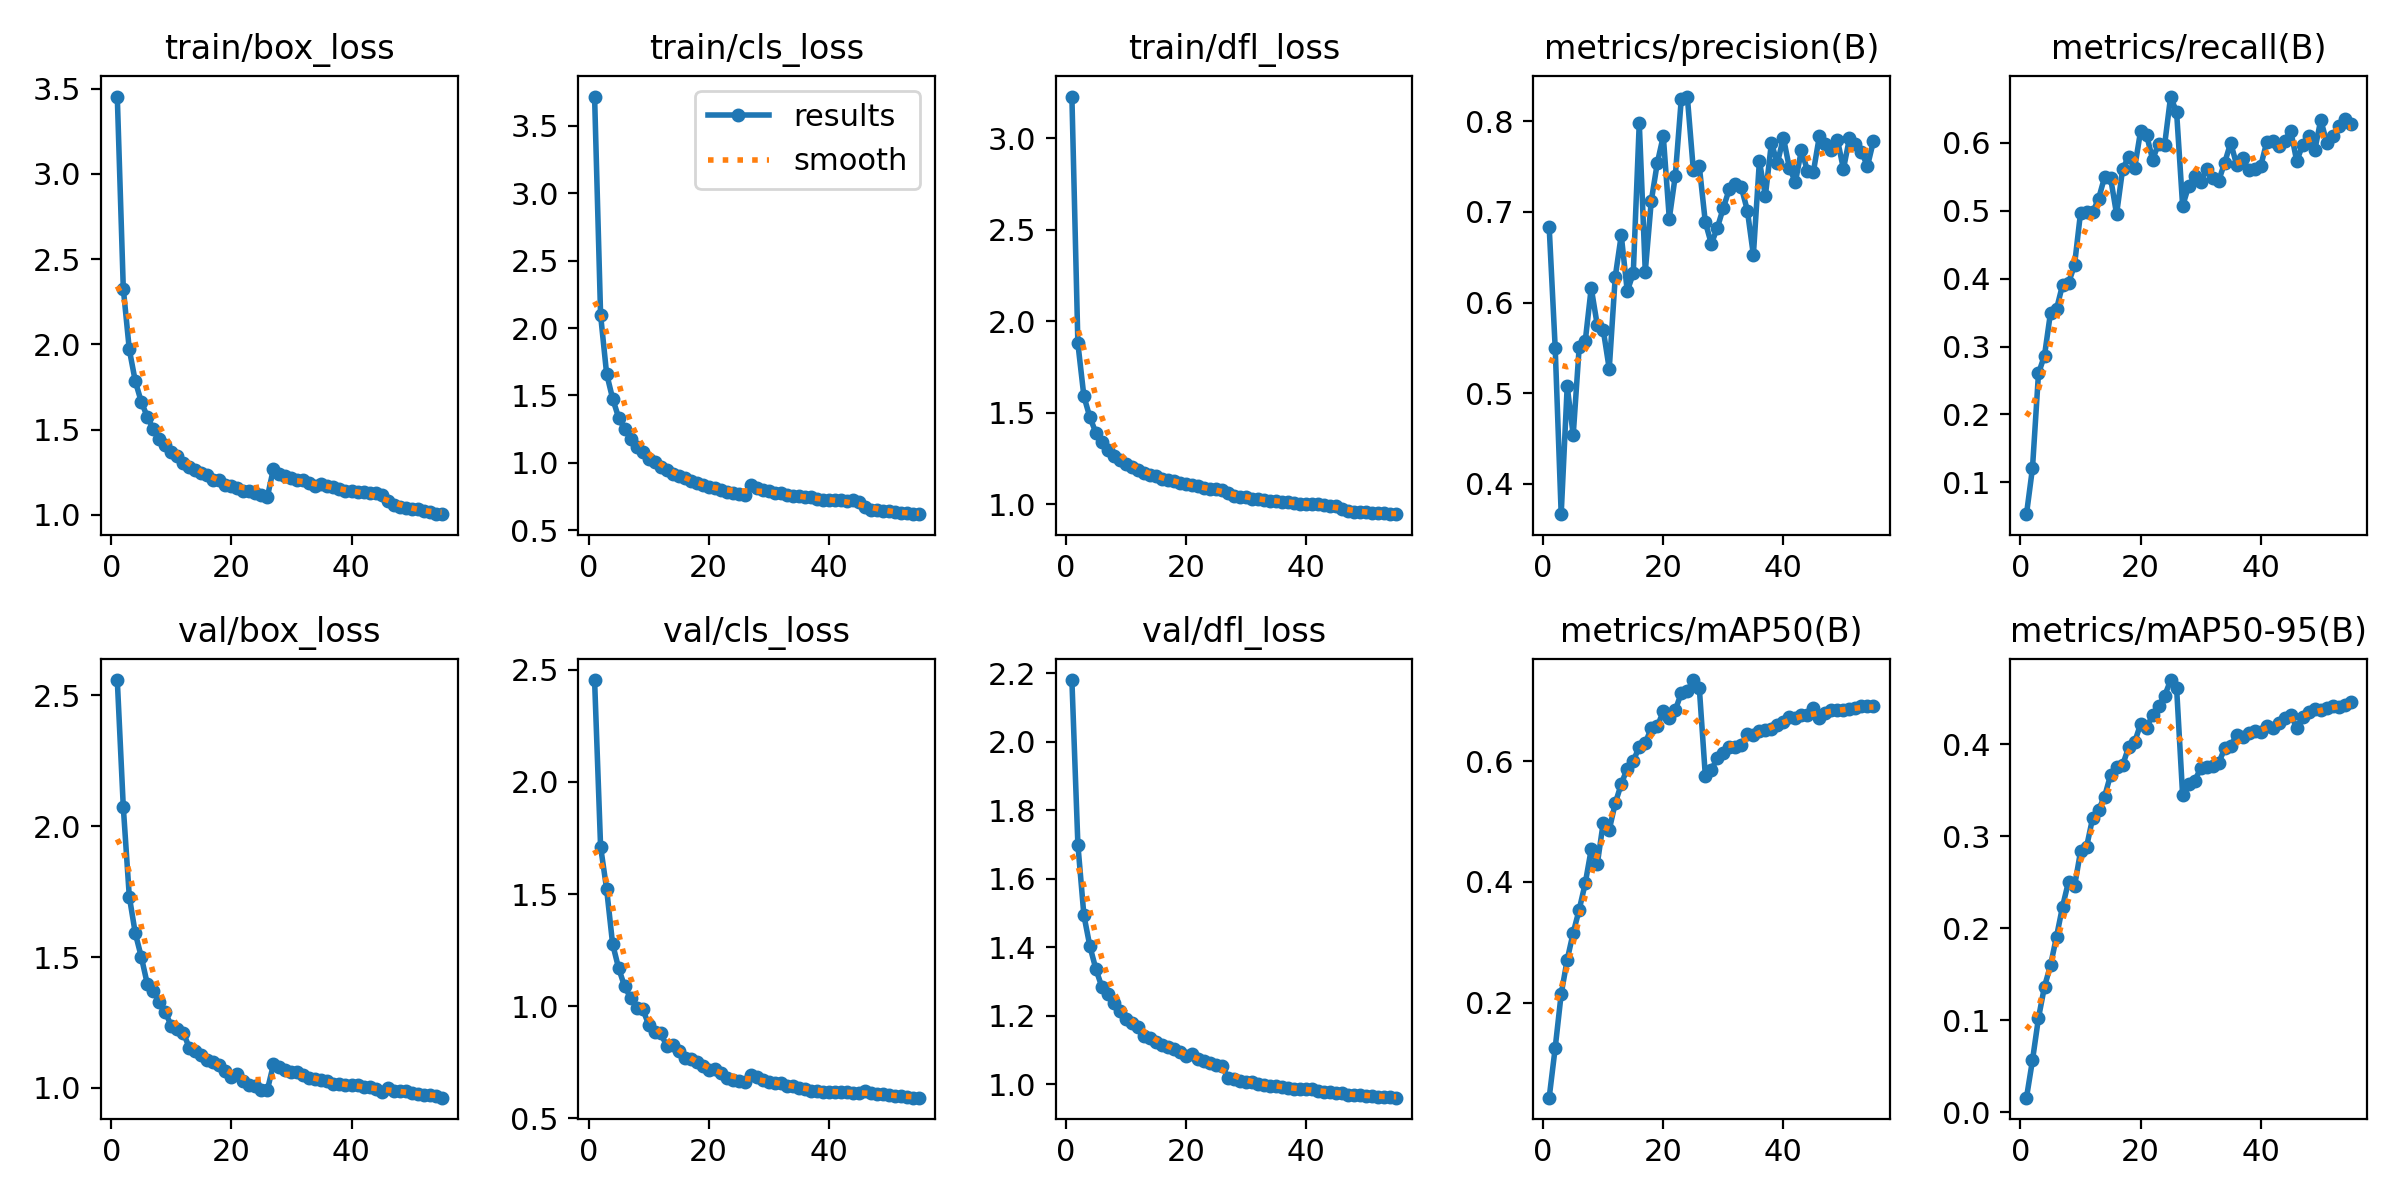 train/box_loss
3.5
3.0
2.5
2.0
1.5
1.0
0 20 40
train/cls_loss
results
smooth
3.5
3.0
2.5
2.0
1.5
1.0
0.5
0 20 40
train/dfl_loss
3.0
2.5
2.0
1.5
1.0
0 20 40
metrics/precision(B)
0.8
0.7
0.6
0.5
0.4
0 20 40
metrics/recall(B)
0.6
0.5
0.4
0.3
0.2
0.1
0 20 40
val/box_loss
2.5
2.0
1.5
1.0
0 20 40
val/cls_loss
2.5
2.0
1.5
1.0
0.5
0 20 40
val/dfl_loss
2.2
2.0
1.8
1.6
1.4
1.2
1.0
0 20 40
metrics/mAP50(B)
0.6
0.4
0.2
0 20 40
metrics/mAP50-95(B)
0.4
0.3
0.2
0.1
0.0
0 20 40